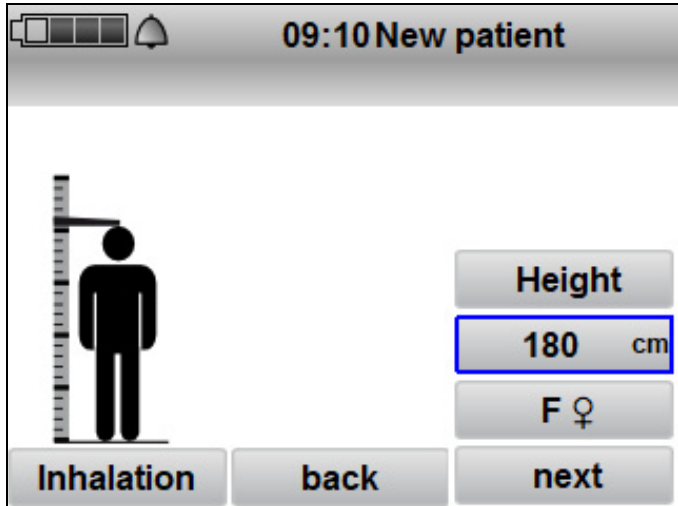 09:10 New patient
Height
180 cm
F ♀
Inhalation back next